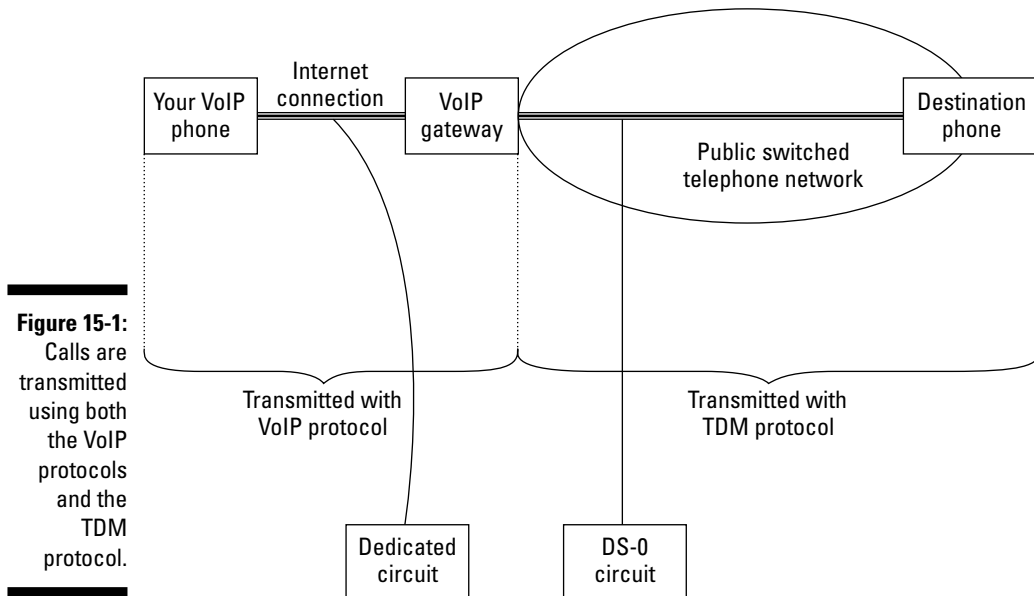 Your VoIP
phone
Internet
connection
VoIP
gateway
Destination
phone
Public switched
telephone network
Figure 15-1:
Calls are
transmitted
using both
the VoIP
protocols
and the
TDM
protocol.
Transmitted with
VoIP protocol
Transmitted with
TDM protocol
Dedicated
circuit
DS-0
circuit